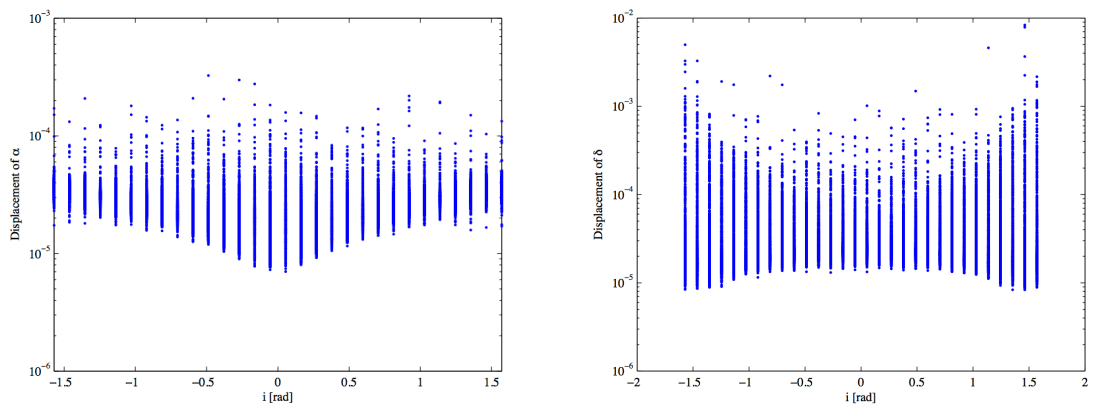 10⁻³
10⁻⁴
10⁻⁵
10⁻⁶
Displacement of α
−1.5 −1 −0.5 0 0.5 1 1.5
i [rad]
10⁻²
10⁻³
10⁻⁴
10⁻⁵
10⁻⁶
Displacement of δ
−2 −1.5 −1 −0.5 0 0.5 1 1.5 2
i [rad]